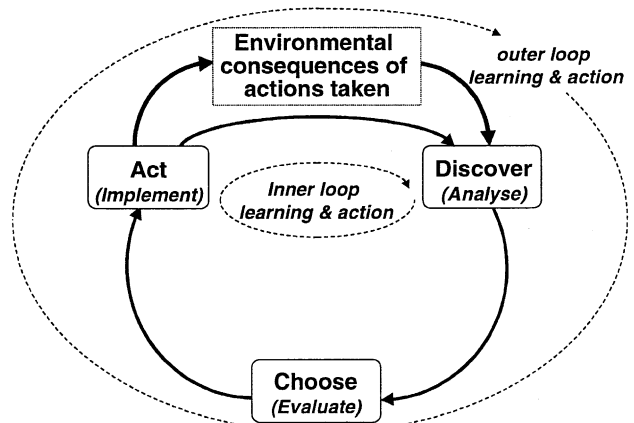 Environmental
consequences of
actions taken
outer loop
learning & action
Act
(Implement)
Discover
(Analyse)
Inner loop
learning & action
Choose
(Evaluate)